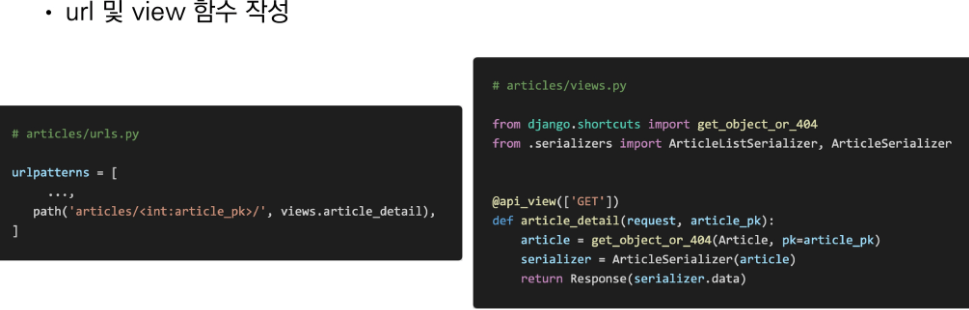 • url 및 view 함수 작성
# articles/urls.py
urlpatterns = [
    ...,
    path('articles/<int:article_pk>/', views.article_detail),
]
# articles/views.py
from django.shortcuts import get_object_or_404
from .serializers import ArticleListSerializer, ArticleSerializer
@api_view(['GET'])
def article_detail(request, article_pk):
    article = get_object_or_404(Article, pk=article_pk)
    serializer = ArticleSerializer(article)
    return Response(serializer.data)